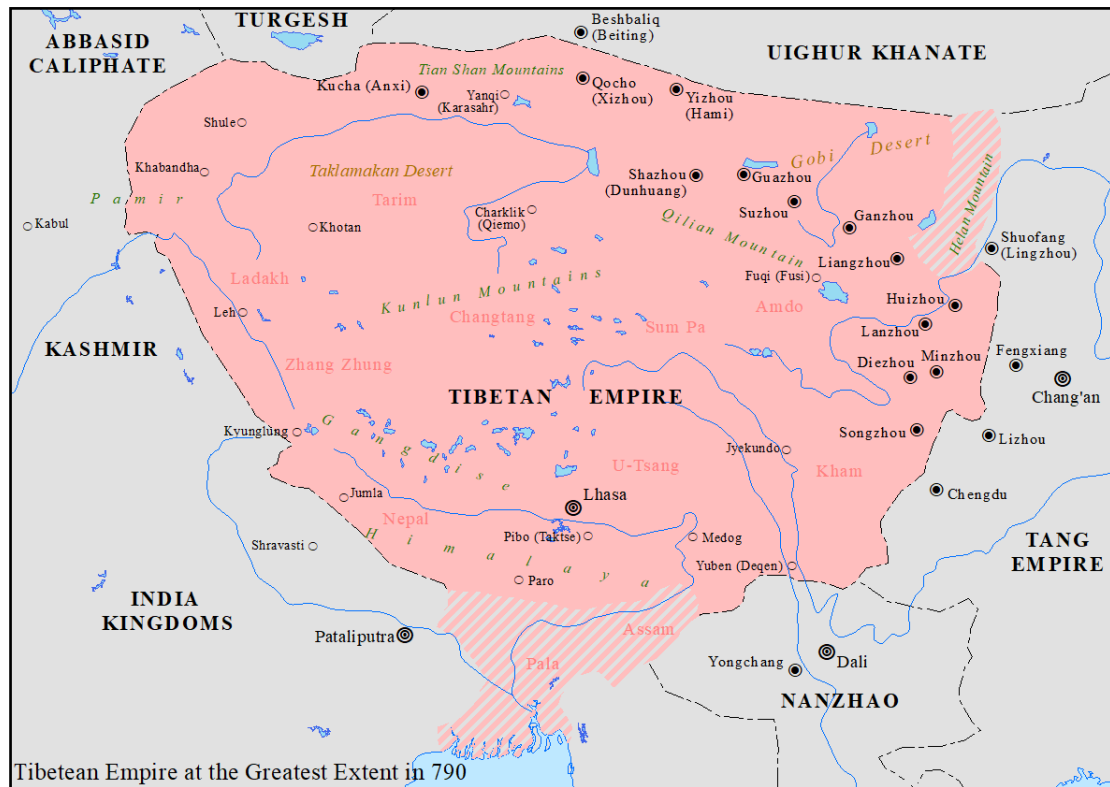 TURGESH
ABBASID
CALIPHATE
Beshbaliq
(Beiting)
UIGHUR KHANATE
Tian Shan Mountains
Kucha (Anxi)
Yanqi
(Karasahr)
Qocho
(Xizhou)
Yizhou
(Hami)
Shule
Khabandha
Taklamakan Desert
Tarim
Shazhou
(Dunhuang)
Guazhou
Gobi Desert
Suzhou
Pamir
Kabul
Khotan
Charklik
(Qiemo)
Qilian Mountain
Ganzhou
Helan Mountain
Shuofang
(Lingzhou)
Liangzhou
Ladakh
Kunlun Mountains
Fuqi (Fusi)
Leh
Changtang
Sum Pa
Amdo
Huizhou
Lanzhou
KASHMIR
Zhang Zhung
Diezhou
Minzhou
Fengxiang
Chang'an
TIBETAN EMPIRE
Kyunglung
Gangdise
Jyekundo
Songzhou
Lizhou
U-Tsang
Kham
Jumla
Lhasa
Chengdu
Nepal
Himalaya
Shravasti
Pibo (Taktse)
Medog
TANG
EMPIRE
Yuben (Deqen)
Paro
INDIA
KINGDOMS
Pataliputra
Assam
Pala
Yongchang
Dali
NANZHAO
Tibetean Empire at the Greatest Extent in 790